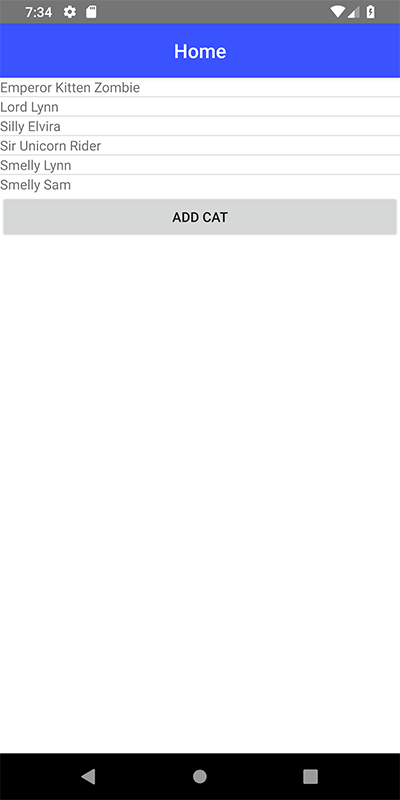 7:34
Home
Emperor Kitten Zombie
Lord Lynn
Silly Elvira
Sir Unicorn Rider
Smelly Lynn
Smelly Sam
ADD CAT